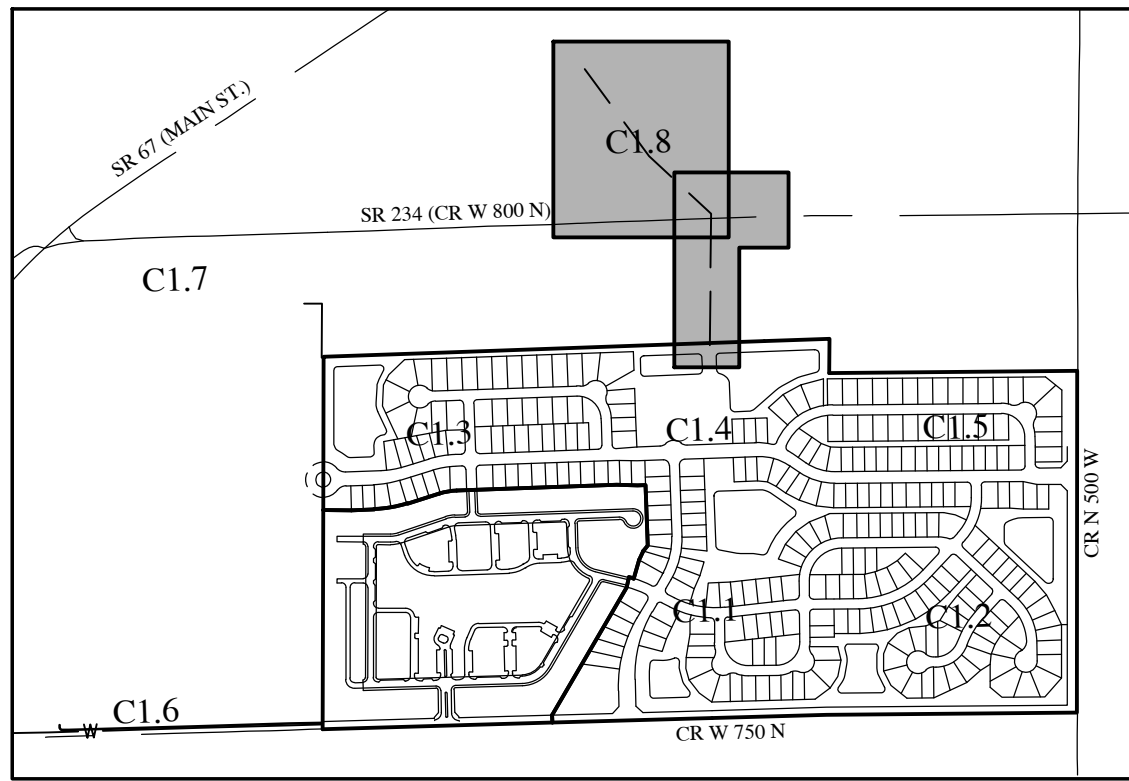 SR 67 (MAIN ST.)
C1.8
SR 234 (CR W 800 N)
C1.7
C1.3
C1.4
C1.5
CR N 500 W
C1.1
C1.2
C1.6
W
CR W 750 N